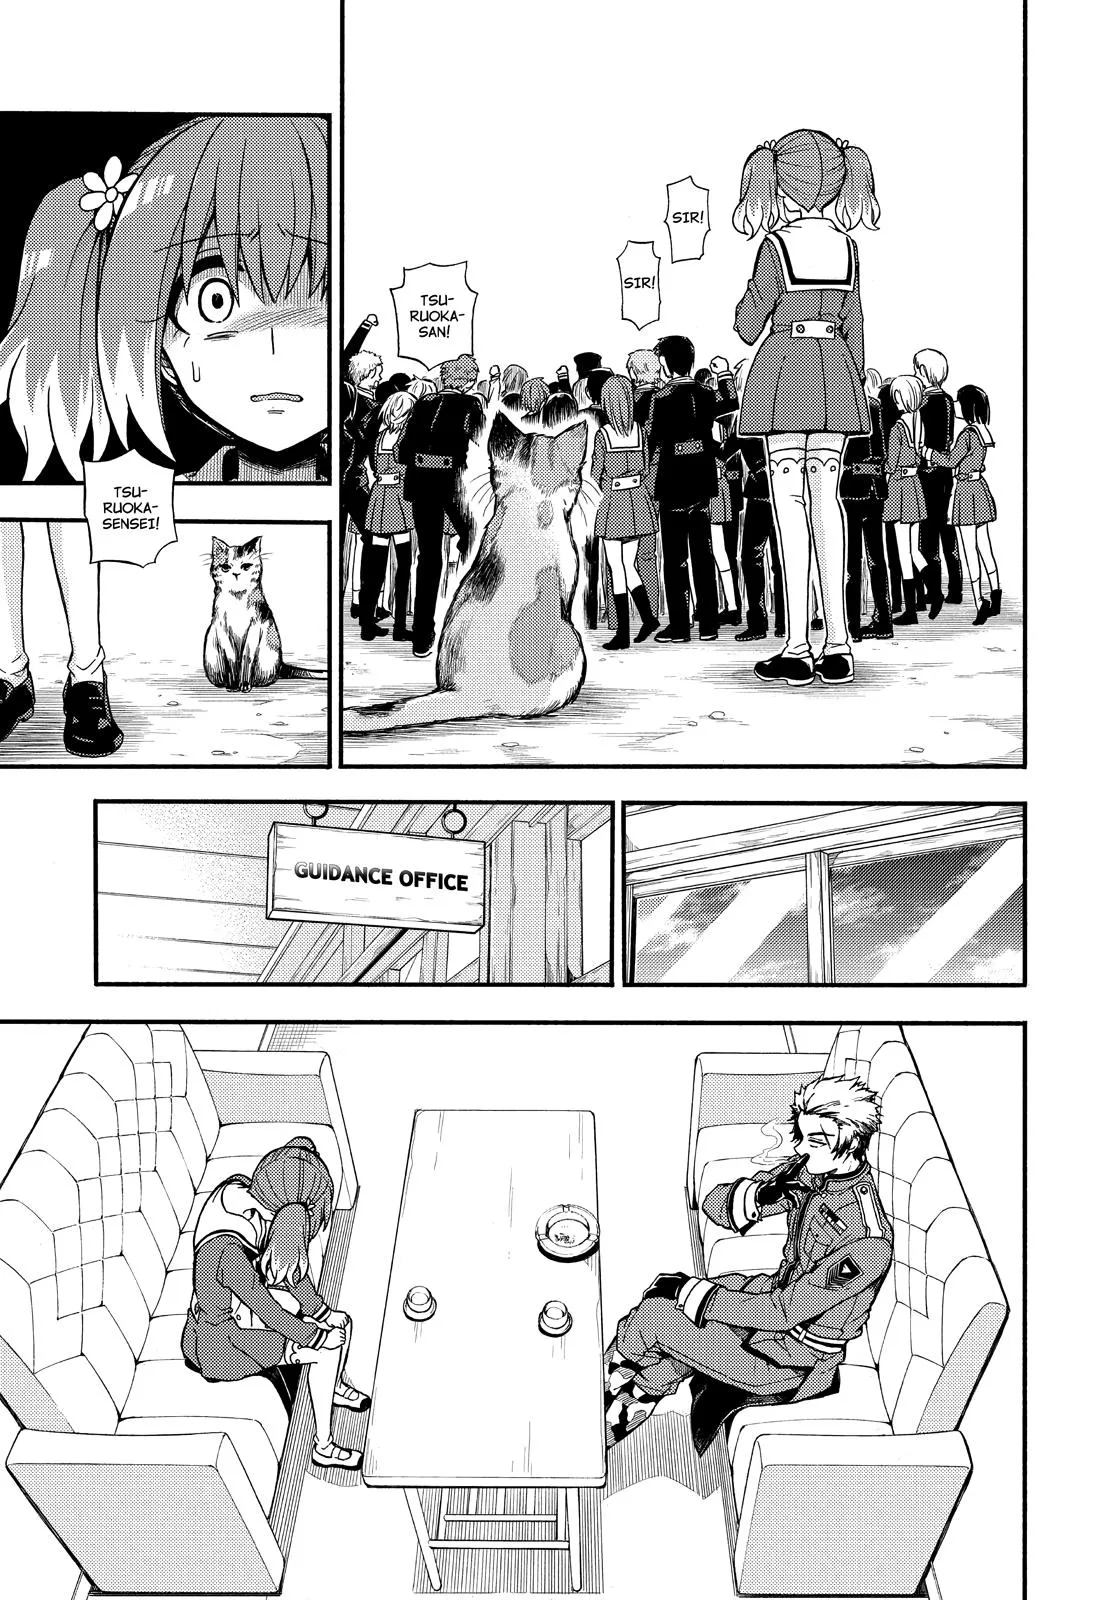 SIR!
SIR!
TSU-
RUOKA-
SAN!
TSU-
RUOKA-
SENSEI!
GUIDANCE OFFICE